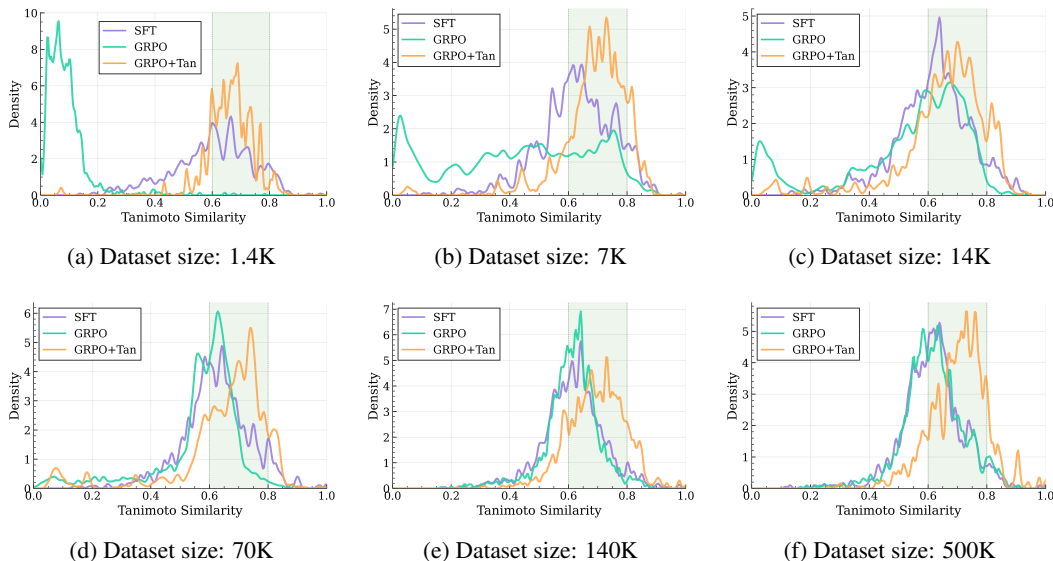 10
8
6
4
2
0
Density
SFT
GRPO
GRPO+Tan
0.0 0.2 0.4 0.6 0.8 1.0
Tanimoto Similarity
(a) Dataset size: 1.4K
5
4
3
2
1
0
Density
SFT
GRPO
GRPO+Tan
0.0 0.2 0.4 0.6 0.8 1.0
Tanimoto Similarity
(b) Dataset size: 7K
5
4
3
2
1
0
Density
SFT
GRPO
GRPO+Tan
0.0 0.2 0.4 0.6 0.8 1.0
Tanimoto Similarity
(c) Dataset size: 14K
6
5
4
3
2
1
0
Density
SFT
GRPO
GRPO+Tan
0.0 0.2 0.4 0.6 0.8 1.0
Tanimoto Similarity
(d) Dataset size: 70K
7
6
5
4
3
2
1
0
Density
SFT
GRPO
GRPO+Tan
0.0 0.2 0.4 0.6 0.8 1.0
Tanimoto Similarity
(e) Dataset size: 140K
5
4
3
2
1
0
Density
SFT
GRPO
GRPO+Tan
0.0 0.2 0.4 0.6 0.8 1.0
Tanimoto Similarity
(f) Dataset size: 500K